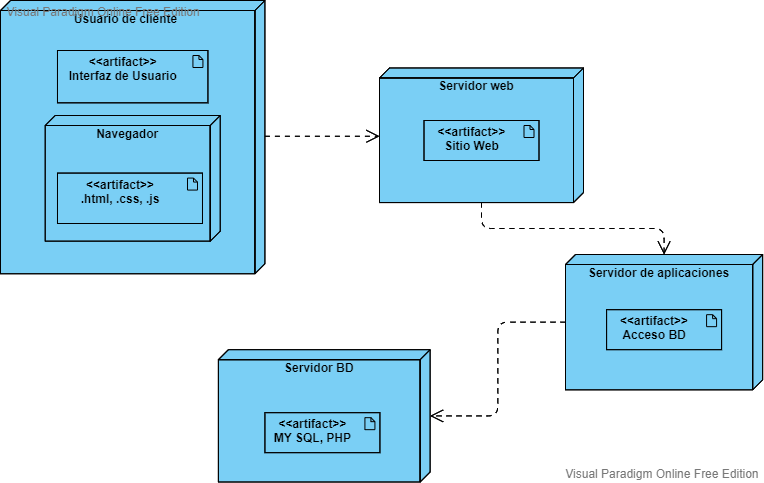 Visual Paradigm Online Free Edition
Usuario de cliente
<<artifact>>
Interfaz de Usuario
Navegador
<<artifact>>
.html, .css, .js
Servidor web
<<artifact>>
Sitio Web
Servidor de aplicaciones
<<artifact>>
Acceso BD
Servidor BD
<<artifact>>
MY SQL, PHP
Visual Paradigm Online Free Edition